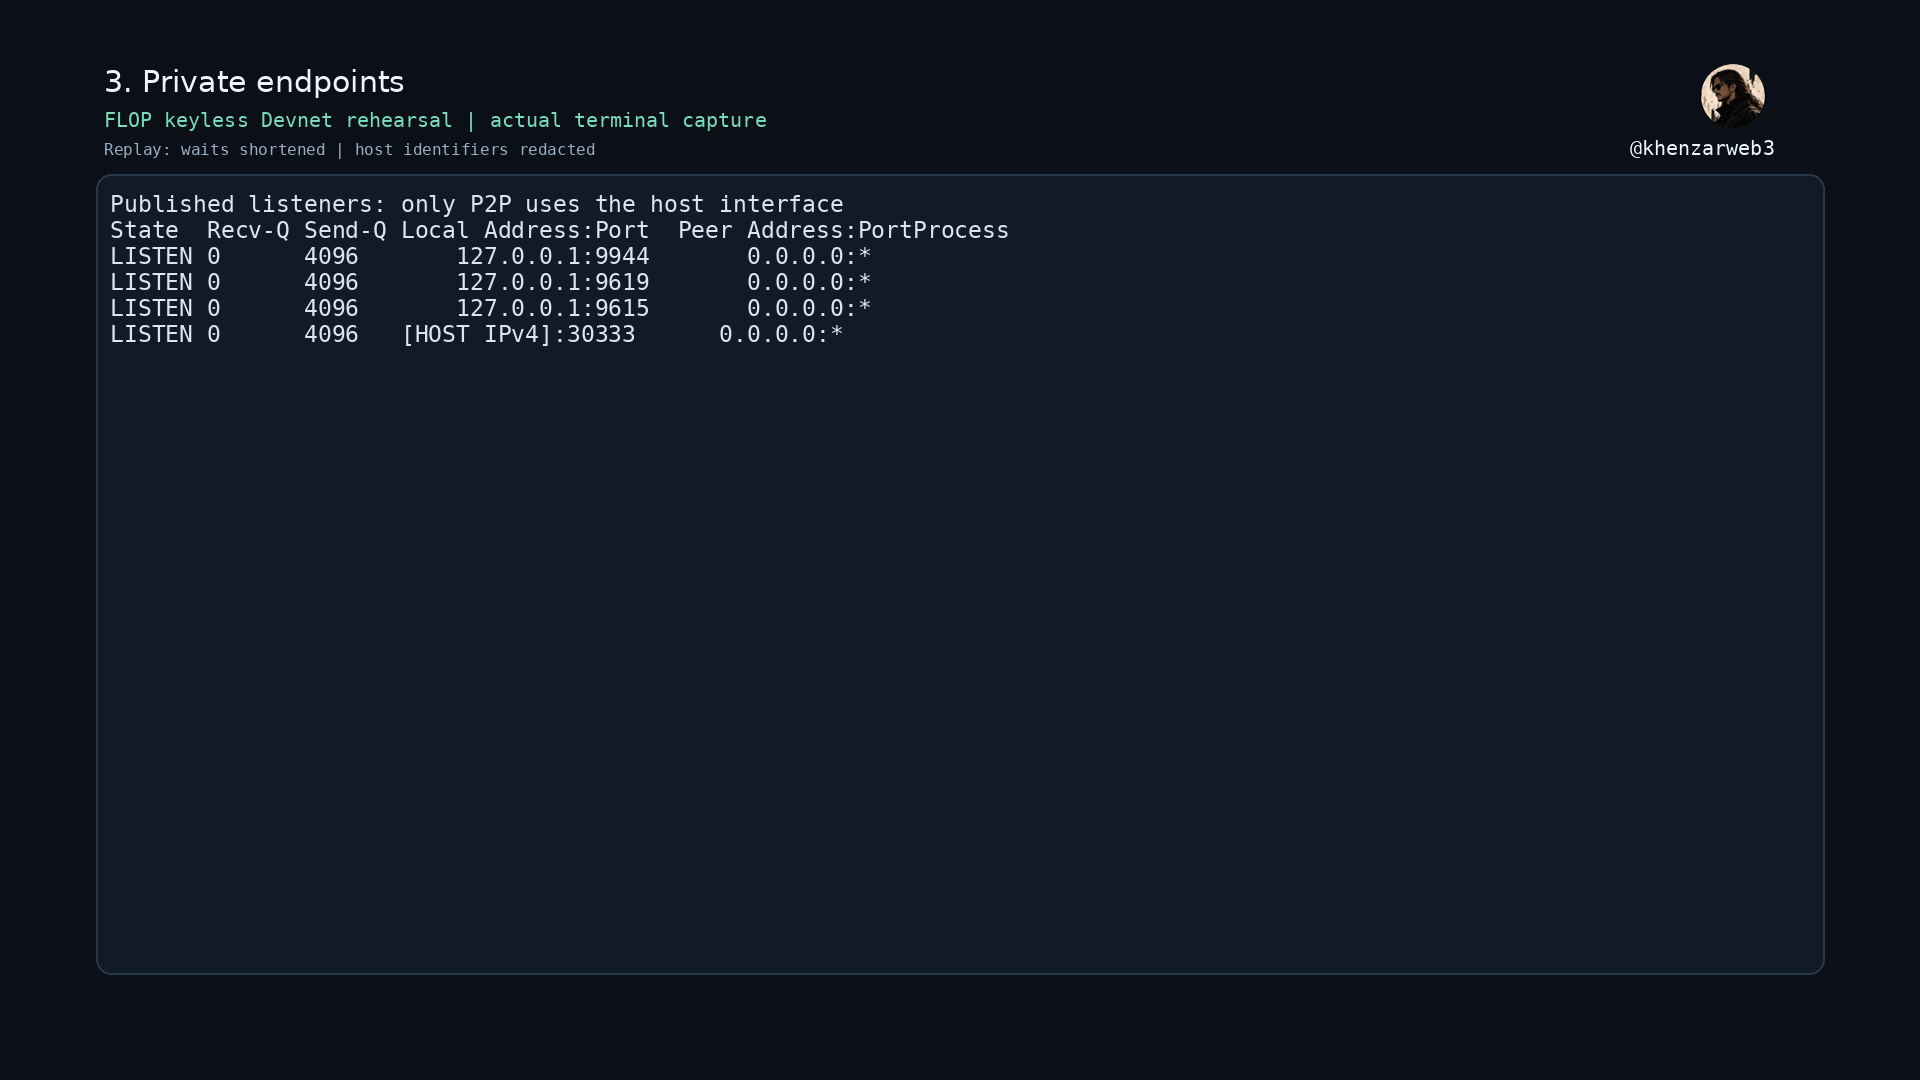 3. Private endpoints
FLOP keyless Devnet rehearsal | actual terminal capture
Replay: waits shortened | host identifiers redacted
@khenzarweb3
Published listeners: only P2P uses the host interface
State  Recv-Q Send-Q Local Address:Port  Peer Address:PortProcess
LISTEN 0      4096       127.0.0.1:9944       0.0.0.0:*
LISTEN 0      4096       127.0.0.1:9619       0.0.0.0:*
LISTEN 0      4096       127.0.0.1:9615       0.0.0.0:*
LISTEN 0      4096   [HOST IPv4]:30333      0.0.0.0:*